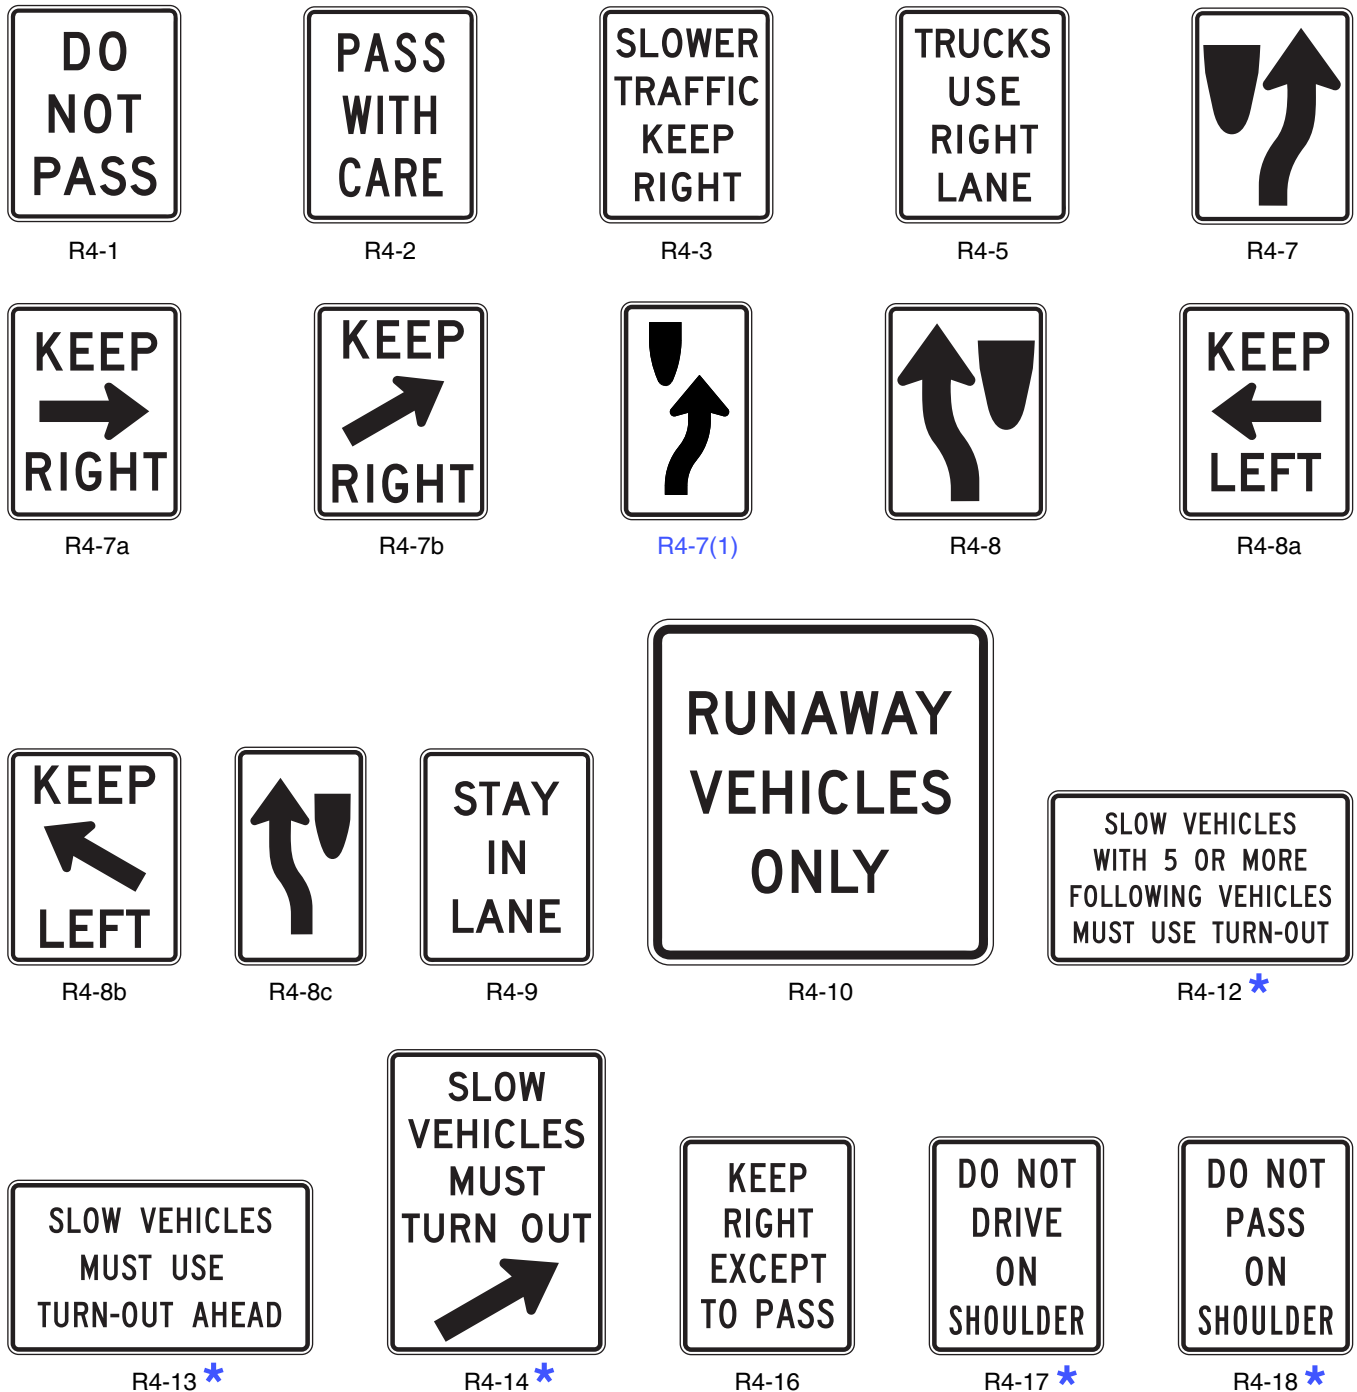 DO
NOT
PASS
R4-1
PASS
WITH
CARE
R4-2
SLOWER
TRAFFIC
KEEP
RIGHT
R4-3
TRUCKS
USE
RIGHT
LANE
R4-5
R4-7
KEEP
RIGHT
R4-7a
KEEP
RIGHT
R4-7b
R4-7(1)
R4-8
KEEP
LEFT
R4-8a
KEEP
LEFT
R4-8b
R4-8c
STAY
IN
LANE
R4-9
RUNAWAY
VEHICLES
ONLY
R4-10
SLOW VEHICLES
WITH 5 OR MORE
FOLLOWING VEHICLES
MUST USE TURN-OUT
R4-12 *
SLOW VEHICLES
MUST USE
TURN-OUT AHEAD
R4-13 *
SLOW
VEHICLES
MUST
TURN OUT
R4-14 *
KEEP
RIGHT
EXCEPT
TO PASS
R4-16
DO NOT
DRIVE
ON
SHOULDER
R4-17 *
DO NOT
PASS
ON
SHOULDER
R4-18 *